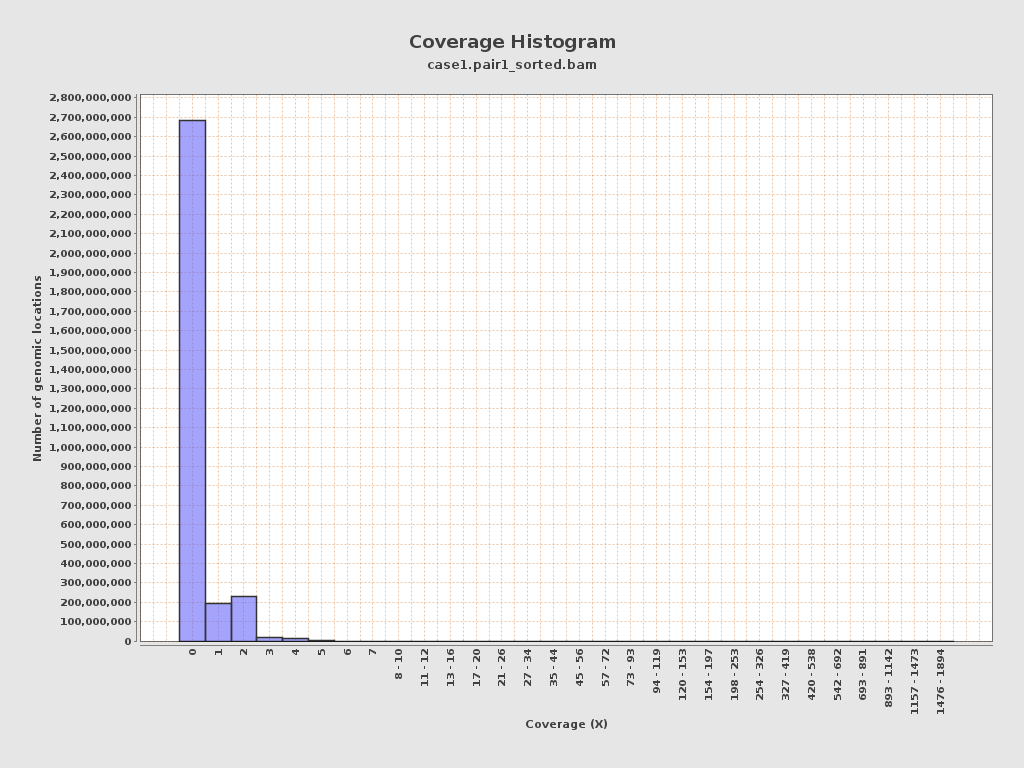 Coverage Histogram
case1.pair1_sorted.bam
Number of genomic locations
2,800,000,000
2,700,000,000
2,600,000,000
2,500,000,000
2,400,000,000
2,300,000,000
2,200,000,000
2,100,000,000
2,000,000,000
1,900,000,000
1,800,000,000
1,700,000,000
1,600,000,000
1,500,000,000
1,400,000,000
1,300,000,000
1,200,000,000
1,100,000,000
1,000,000,000
900,000,000
800,000,000
700,000,000
600,000,000
500,000,000
400,000,000
300,000,000
200,000,000
100,000,000
0
0
1
2
3
4
5
6
7
8 - 10
11 - 12
13 - 16
17 - 20
21 - 26
27 - 34
35 - 44
45 - 56
57 - 72
73 - 93
94 - 119
120 - 153
154 - 197
198 - 253
254 - 326
327 - 419
420 - 538
542 - 692
693 - 891
893 - 1142
1157 - 1473
1476 - 1894
Coverage (X)